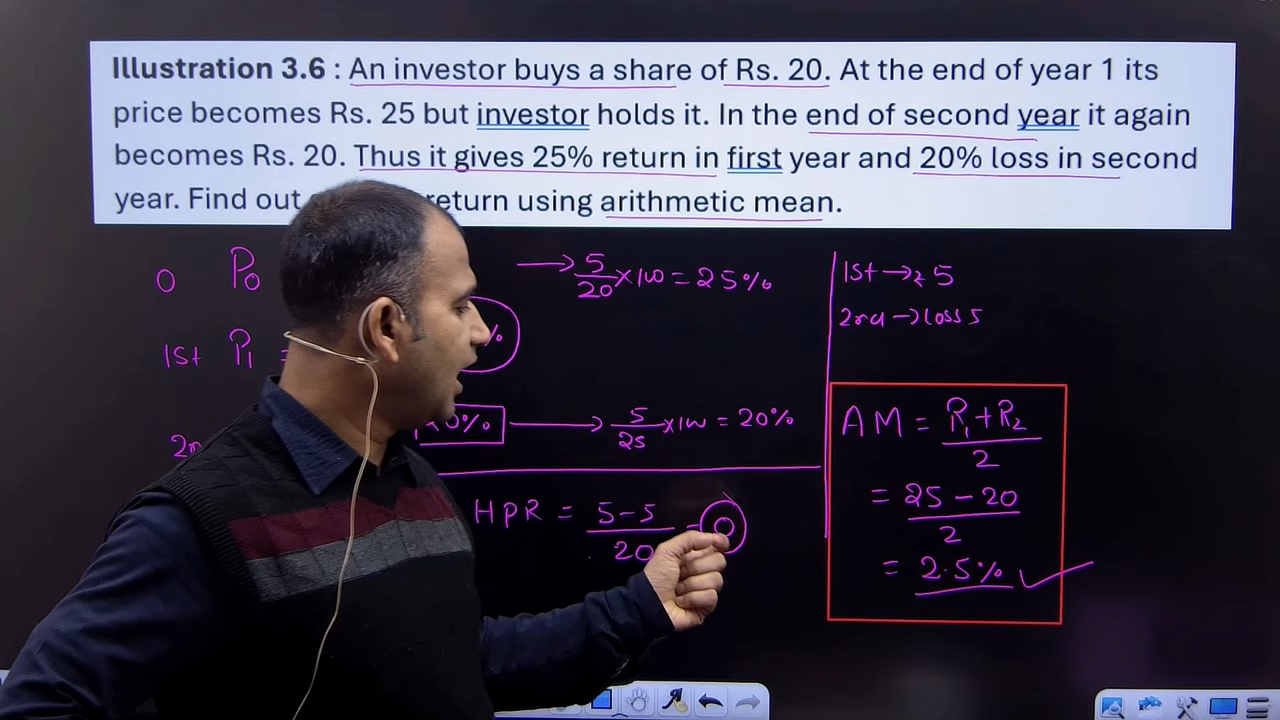 Illustration 3.6 : An investor buys a share of Rs. 20. At the end of year 1 its
price becomes Rs. 25 but investor holds it. In the end of second year it again
becomes Rs. 20. Thus it gives 25% return in first year and 20% loss in second
year. Find out return using arithmetic mean.
0 P0
5/20 × 100 = 25%
1st P1 =
%
0% → 5/25 × 100 = 20%
HPR = 5-5/20 = 0
1st → 5
2nd → loss 5
AM = R1+R2/2
= 25-20/2
= 2.5%